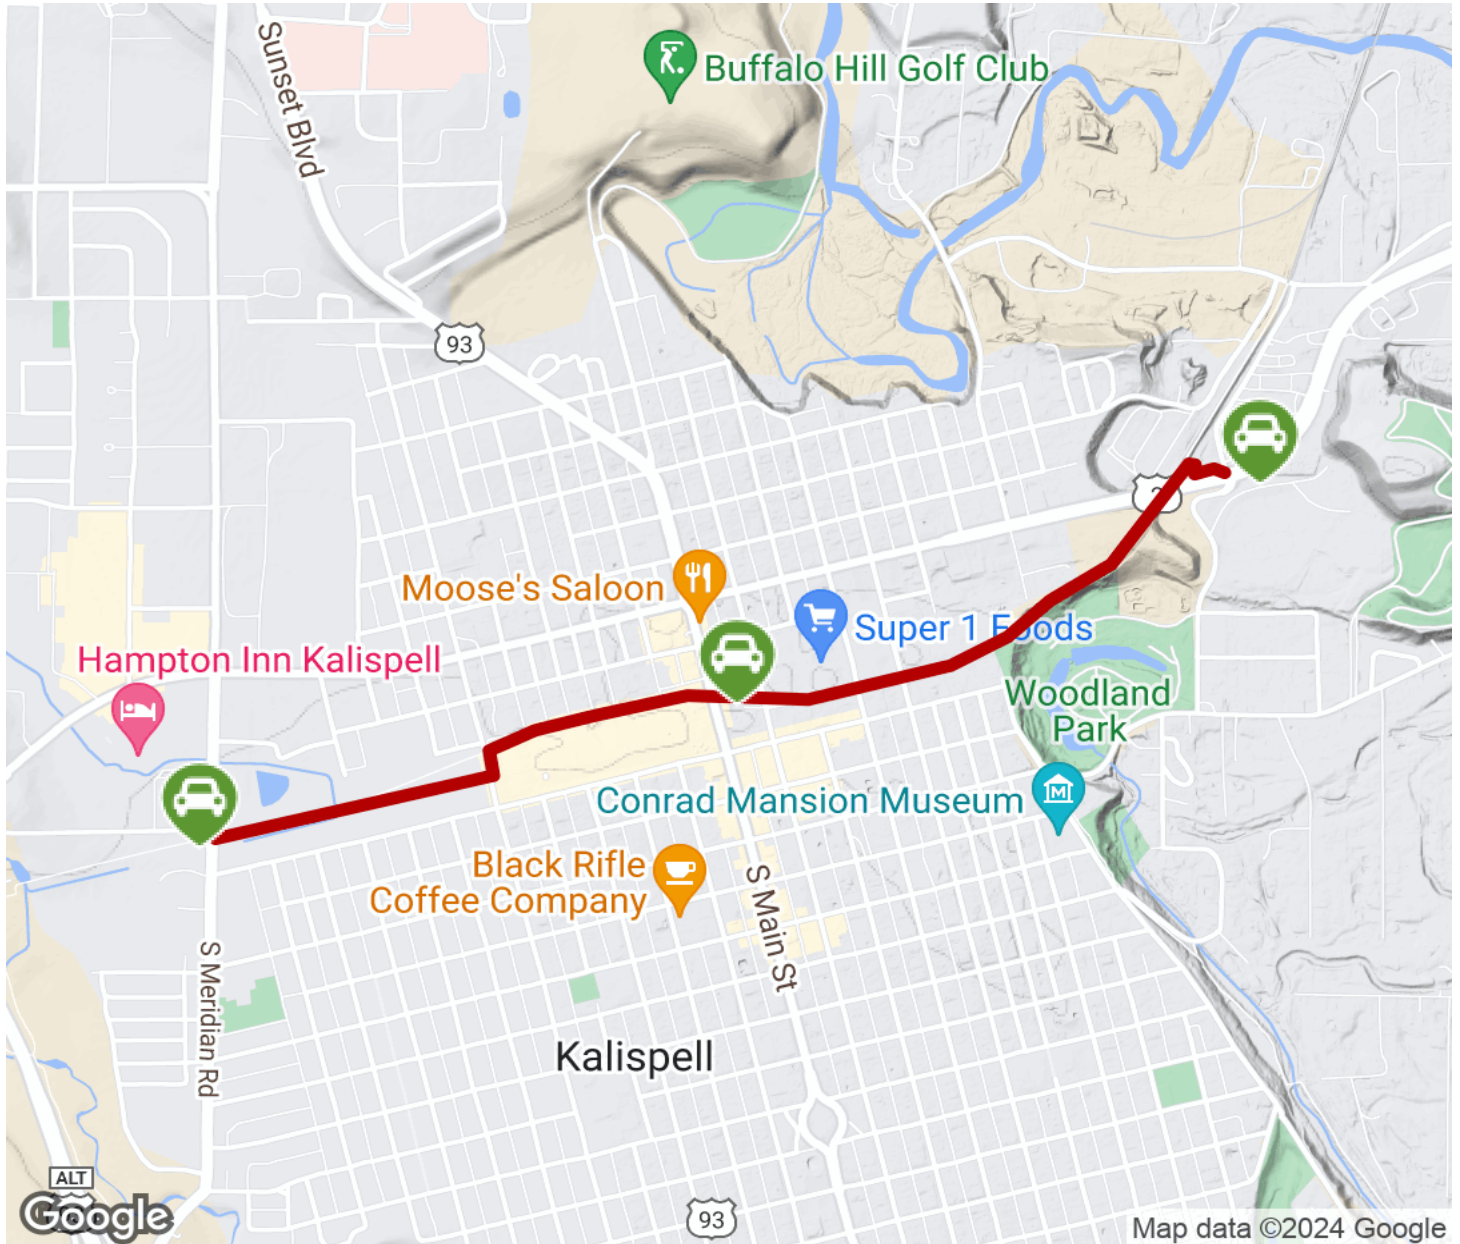 Sunset Blvd
Buffalo Hill Golf Club
93
2
Moose's Saloon
Super 1 Foods
Hampton Inn Kalispell
Woodland
Park
Conrad Mansion Museum
M
Black Rifle
Coffee Company
S Main St
S Meridian Rd
Kalispell
ALT
93
Google
Map data ©2024 Google